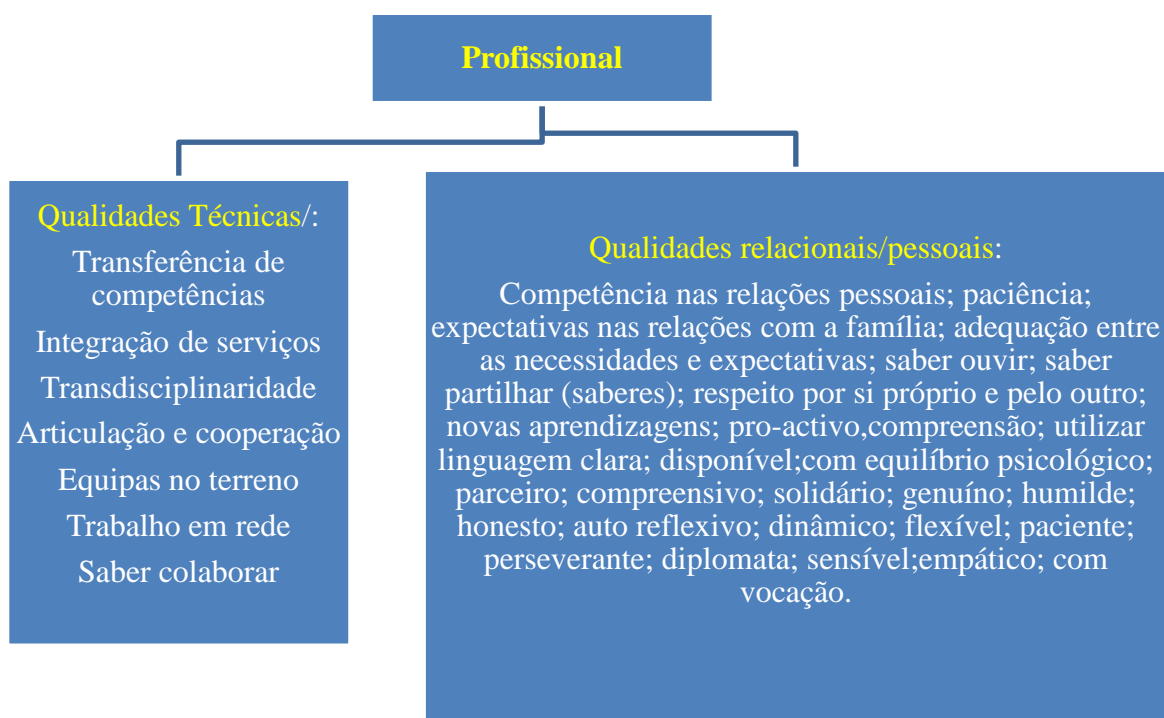 Profissional
Qualidades Técnicas/:
Transferência de
competências
Integração de serviços
Transdisciplinaridade
Articulação e cooperação
Equipas no terreno
Trabalho em rede
Saber colaborar
Qualidades relacionais/pessoais:
Competência nas relações pessoais; paciência;
expectativas nas relações com a família; adequação entre
as necessidades e expectativas; saber ouvir; saber
partilhar (saberes); respeito por si próprio e pelo outro;
novas aprendizagens; pro-activo,compreensão; utilizar
linguagem clara; disponível;com equilíbrio psicológico;
parceiro; compreensivo; solidário; genuíno; humilde;
honesto; auto reflexivo; dinâmico; flexível; paciente;
perseverante; diplomata; sensível;empático; com
vocação.